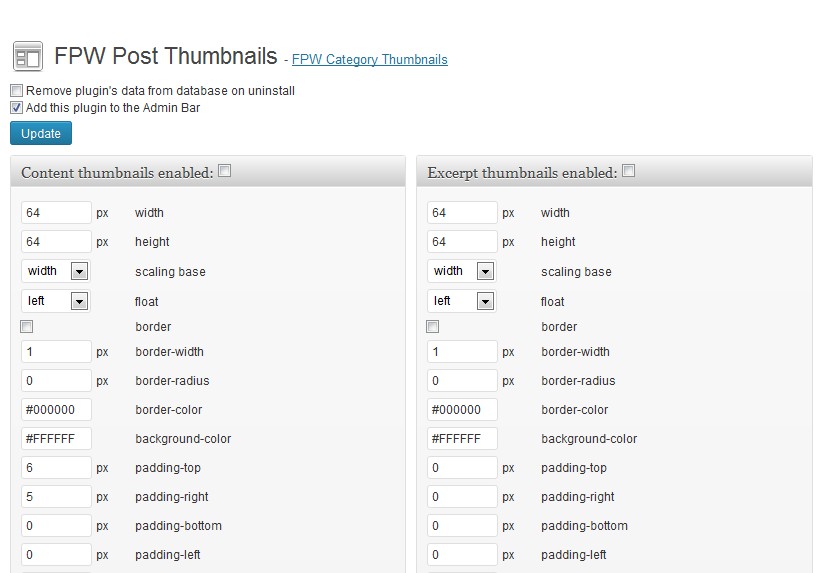 FPW Post Thumbnails - FPW Category Thumbnails
Remove plugin's data from database on uninstall
Add this plugin to the Admin Bar
Update
Content thumbnails enabled:
64 px width
64 px height
width scaling base
left float
border
1 px border-width
0 px border-radius
#000000 border-color
#FFFFFF background-color
6 px padding-top
5 px padding-right
0 px padding-bottom
0 px padding-left
Excerpt thumbnails enabled:
64 px width
64 px height
width scaling base
left float
border
1 px border-width
0 px border-radius
#000000 border-color
#FFFFFF background-color
0 px padding-top
0 px padding-right
0 px padding-bottom
0 px padding-left